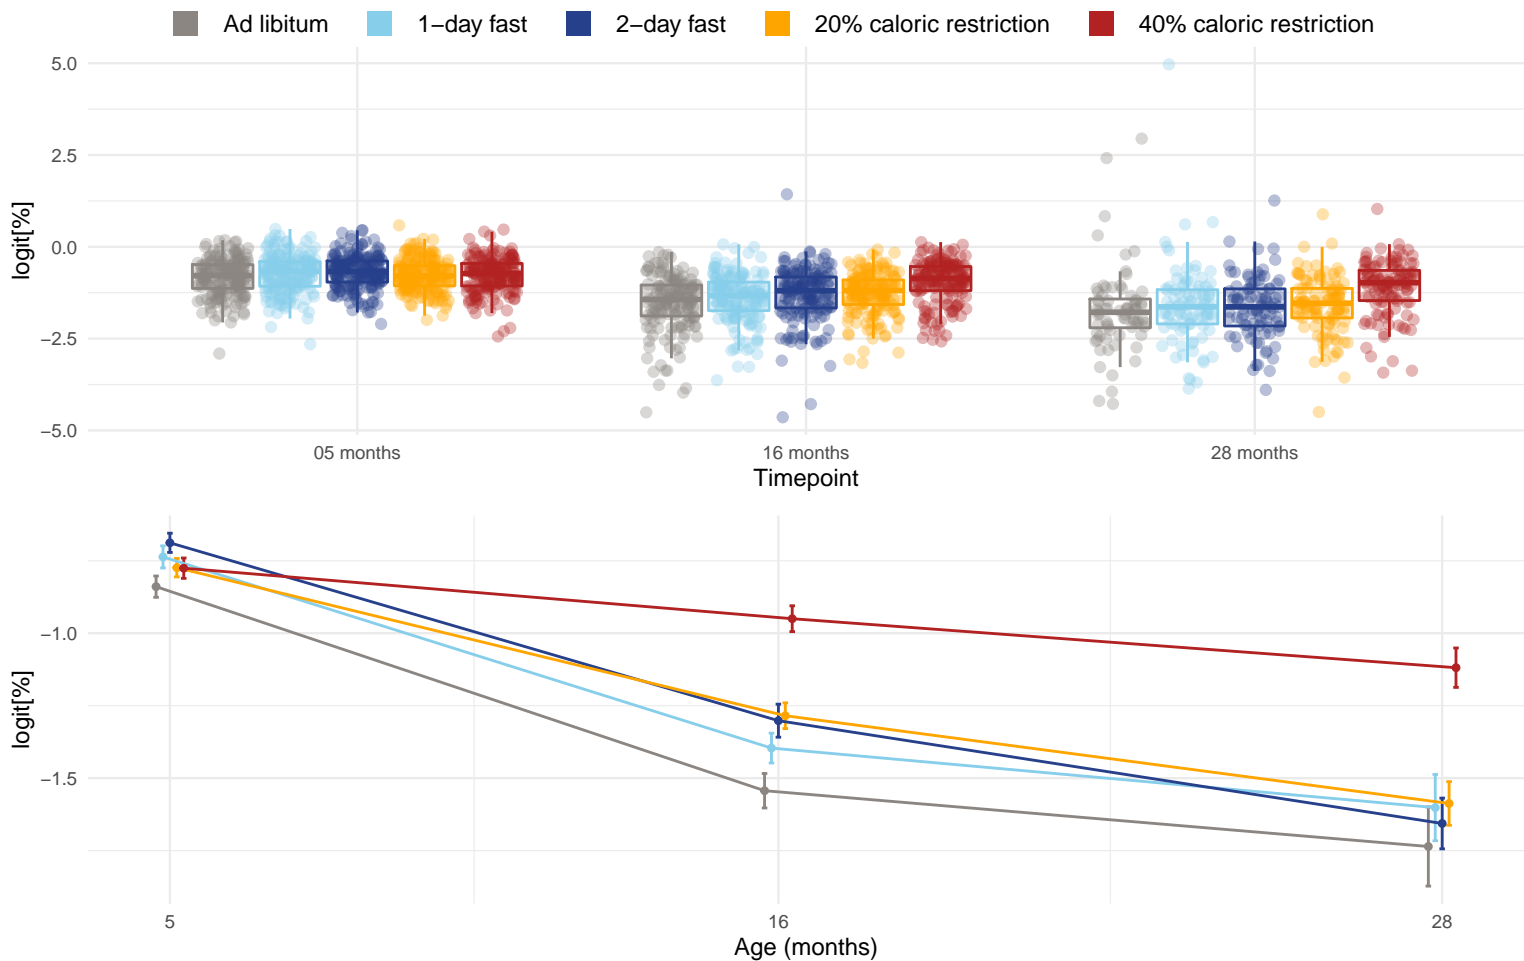 Ad libitum 1−day fast 2−day fast 20% caloric restriction 40% caloric restriction
5.0
2.5
0.0
−2.5
−5.0
logit[%]
05 months 16 months 28 months
Timepoint
−1.0
−1.5
logit[%]
5 16 28
Age (months)